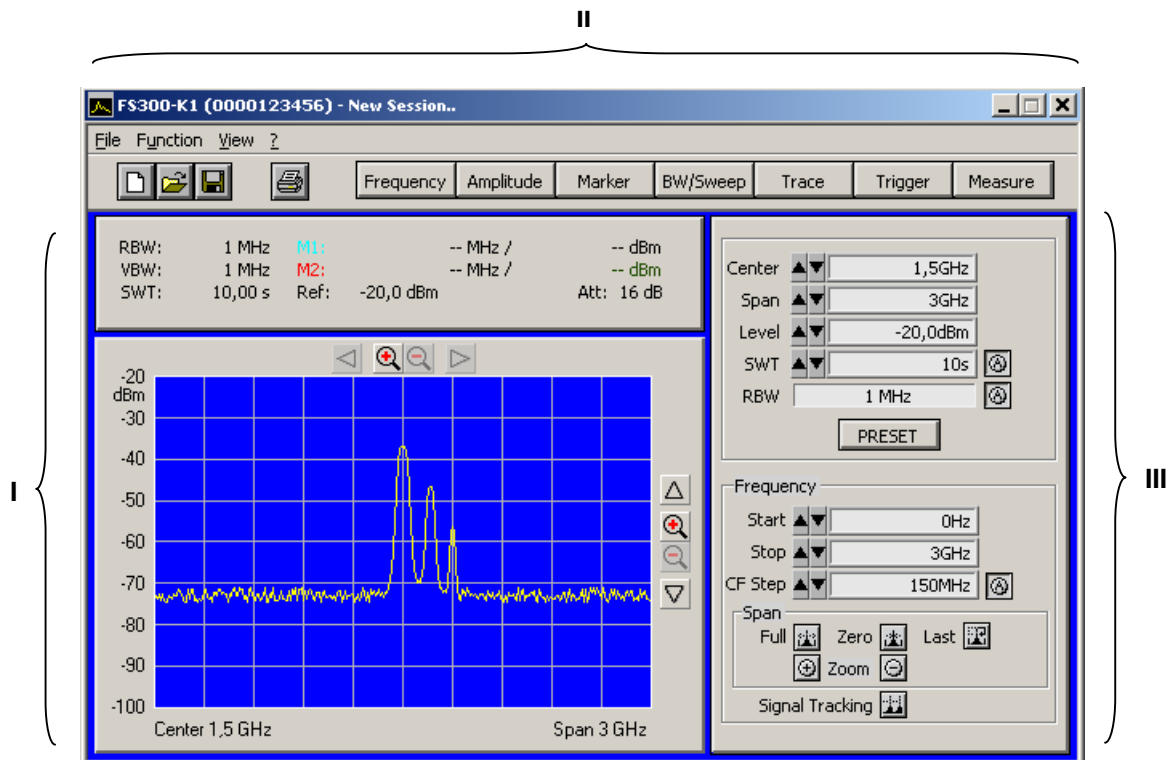 II
FS300-K1 (0000123456) - New Session..
File Function View ?
Frequency Amplitude Marker BW/Sweep Trace Trigger Measure
RBW: 1 MHz M1: -- MHz / -- dBm
VBW: 1 MHz M2: -- MHz / -- dBm
SWT: 10,00 s Ref: -20,0 dBm Att: 16 dB
-20
dBm
-30
-40
-50
-60
-70
-80
-90
-100
Center 1,5 GHz Span 3 GHz
I
Center 1,5GHz
Span 3GHz
Level -20,0dBm
SWT 10s A
RBW 1 MHz A
PRESET
Frequency
Start 0Hz
Stop 3GHz
CF Step 150MHz A
Span
Full Zero Last
Zoom
Signal Tracking
III